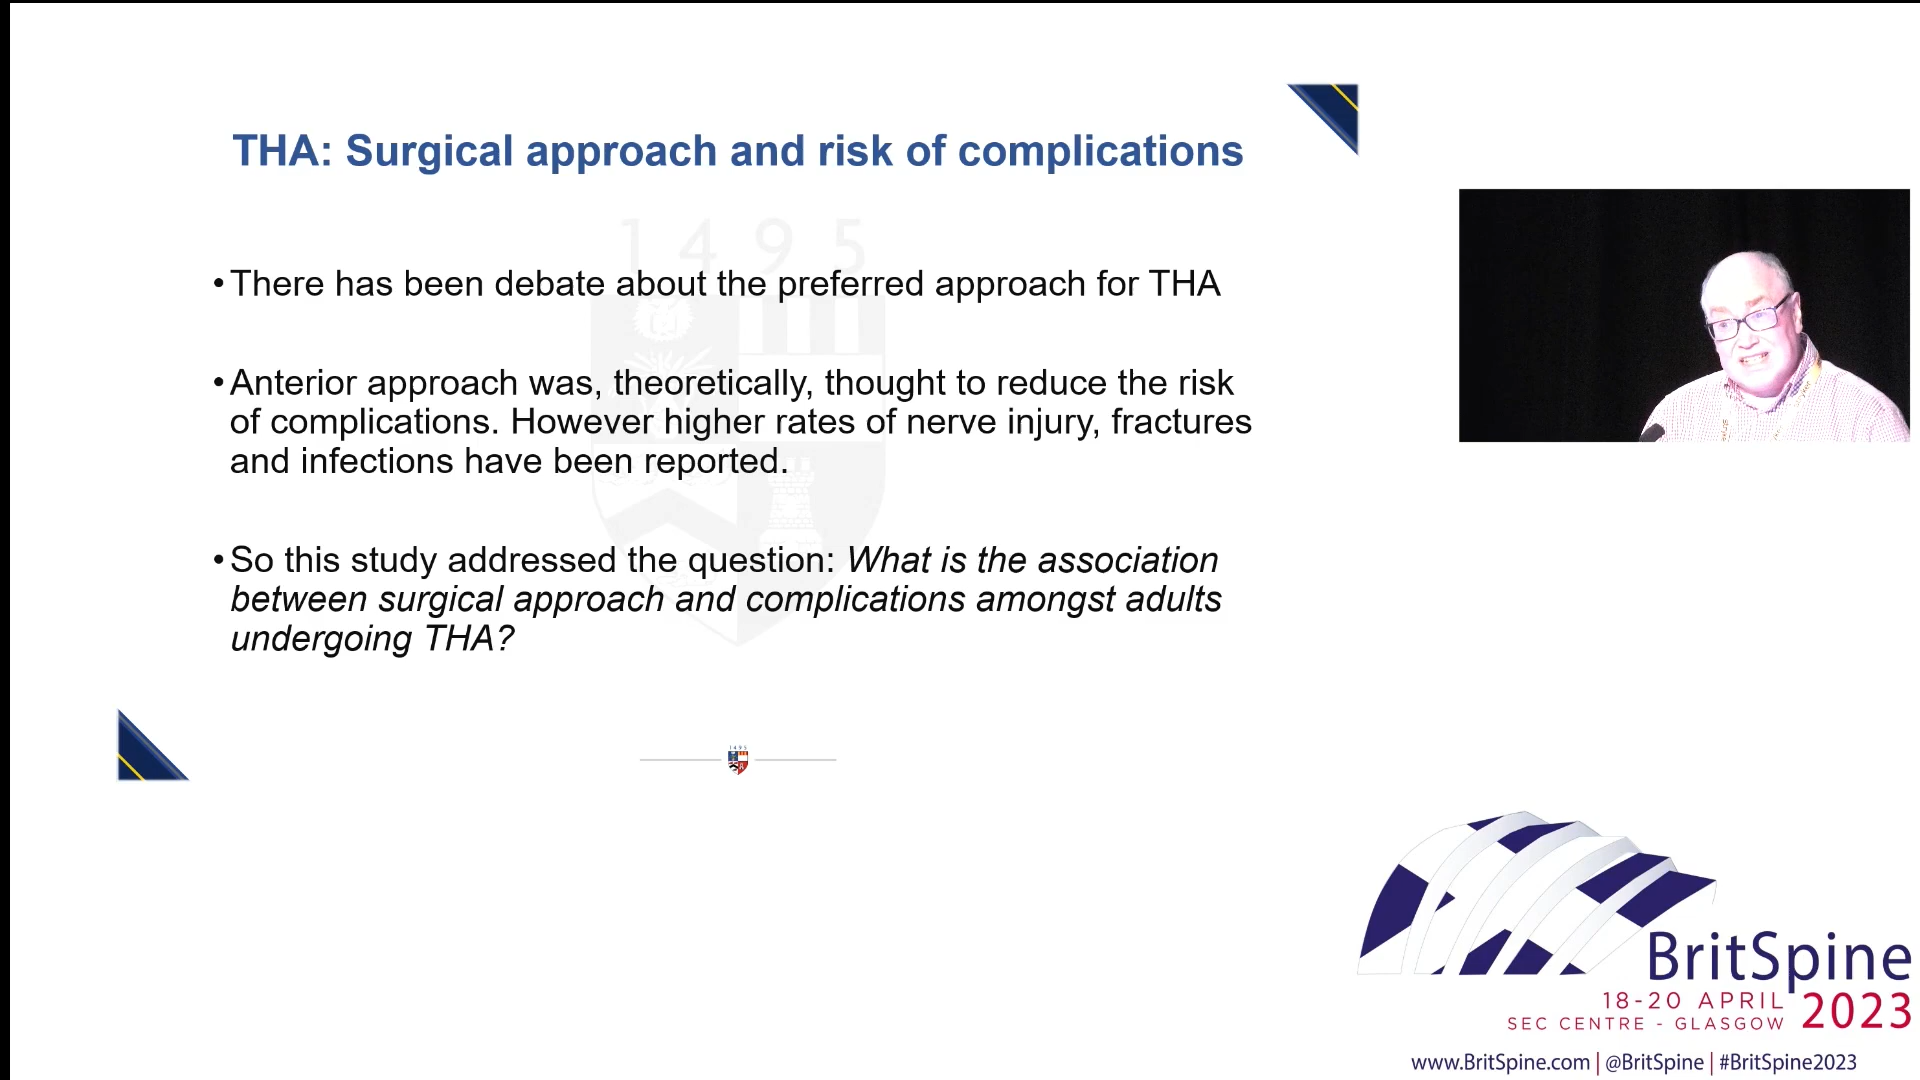 THA: Surgical approach and risk of complications
1495
•There has been debate about the preferred approach for THA
•Anterior approach was, theoretically, thought to reduce the risk
of complications. However higher rates of nerve injury, fractures
and infections have been reported.
•So this study addressed the question: What is the association
between surgical approach and complications amongst adults
undergoing THA?
1495
BritSpine
18-20 APRIL 2023
SEC CENTRE - GLASGOW
www.BritSpine.com | @BritSpine | #BritSpine2023